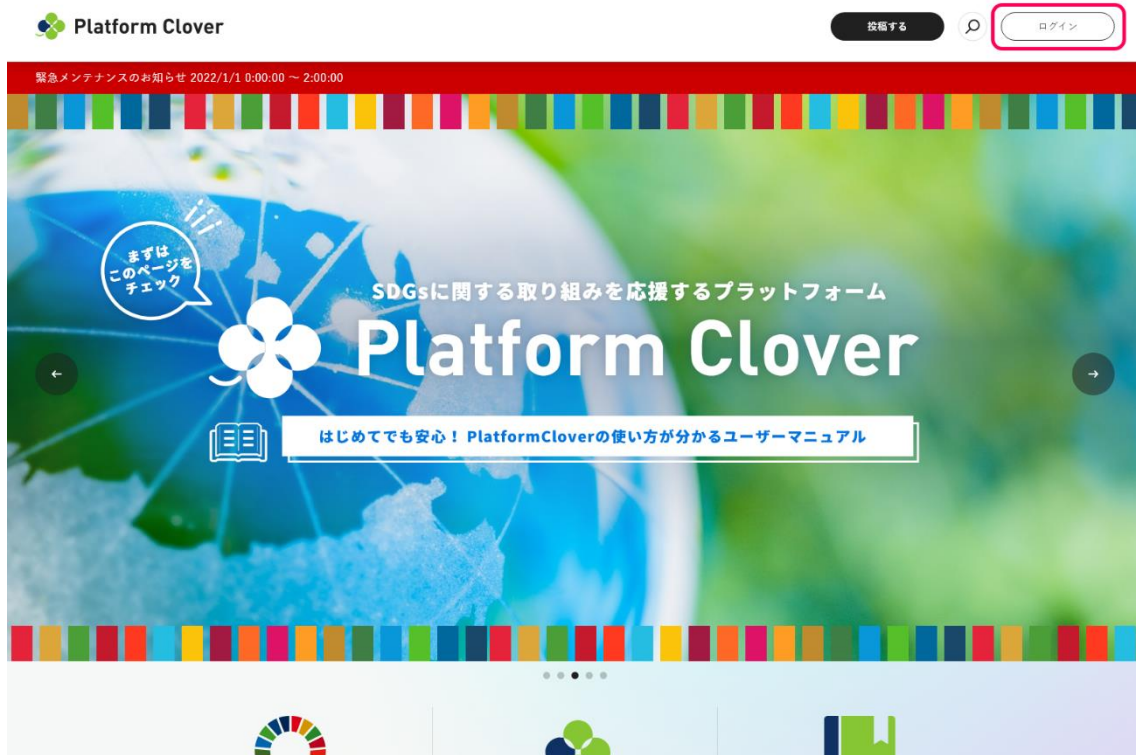 Platform Clover
投稿する
ログイン
緊急メンテナンスのお知らせ 2022/1/1 0:00:00 ～ 2:00:00
まずは
このページを
チェック
SDGsに関する取り組みを応援するプラットフォーム
Platform Clover
はじめてでも安心！ PlatformCloverの使い方が分かるユーザーマニュアル